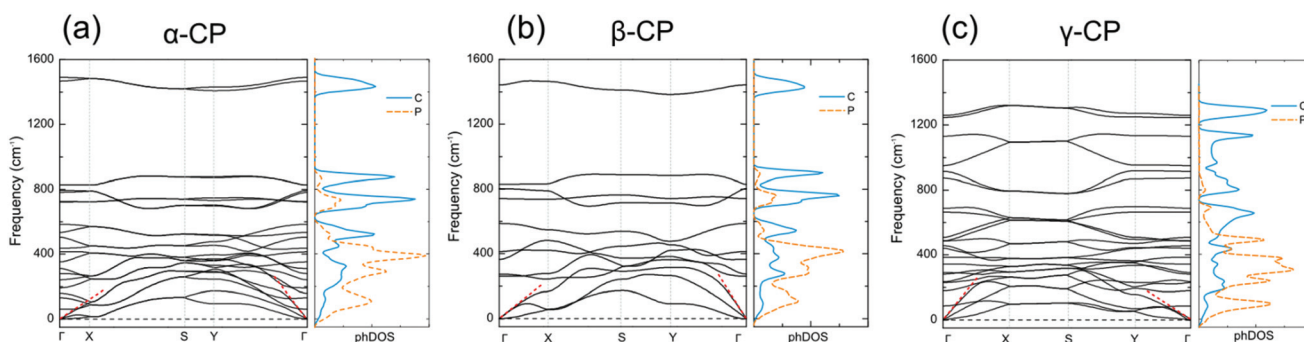 (a) α-CP
1600
1200
800
400
0
Frequency (cm⁻¹)
Γ X S Y Γ
C
P
phDOS
(b) β-CP
1600
1200
800
400
0
Frequency (cm⁻¹)
Γ X S Y Γ
C
P
phDOS
(c) γ-CP
1600
1200
800
400
0
Frequency (cm⁻¹)
Γ X S Y Γ
C
P
phDOS